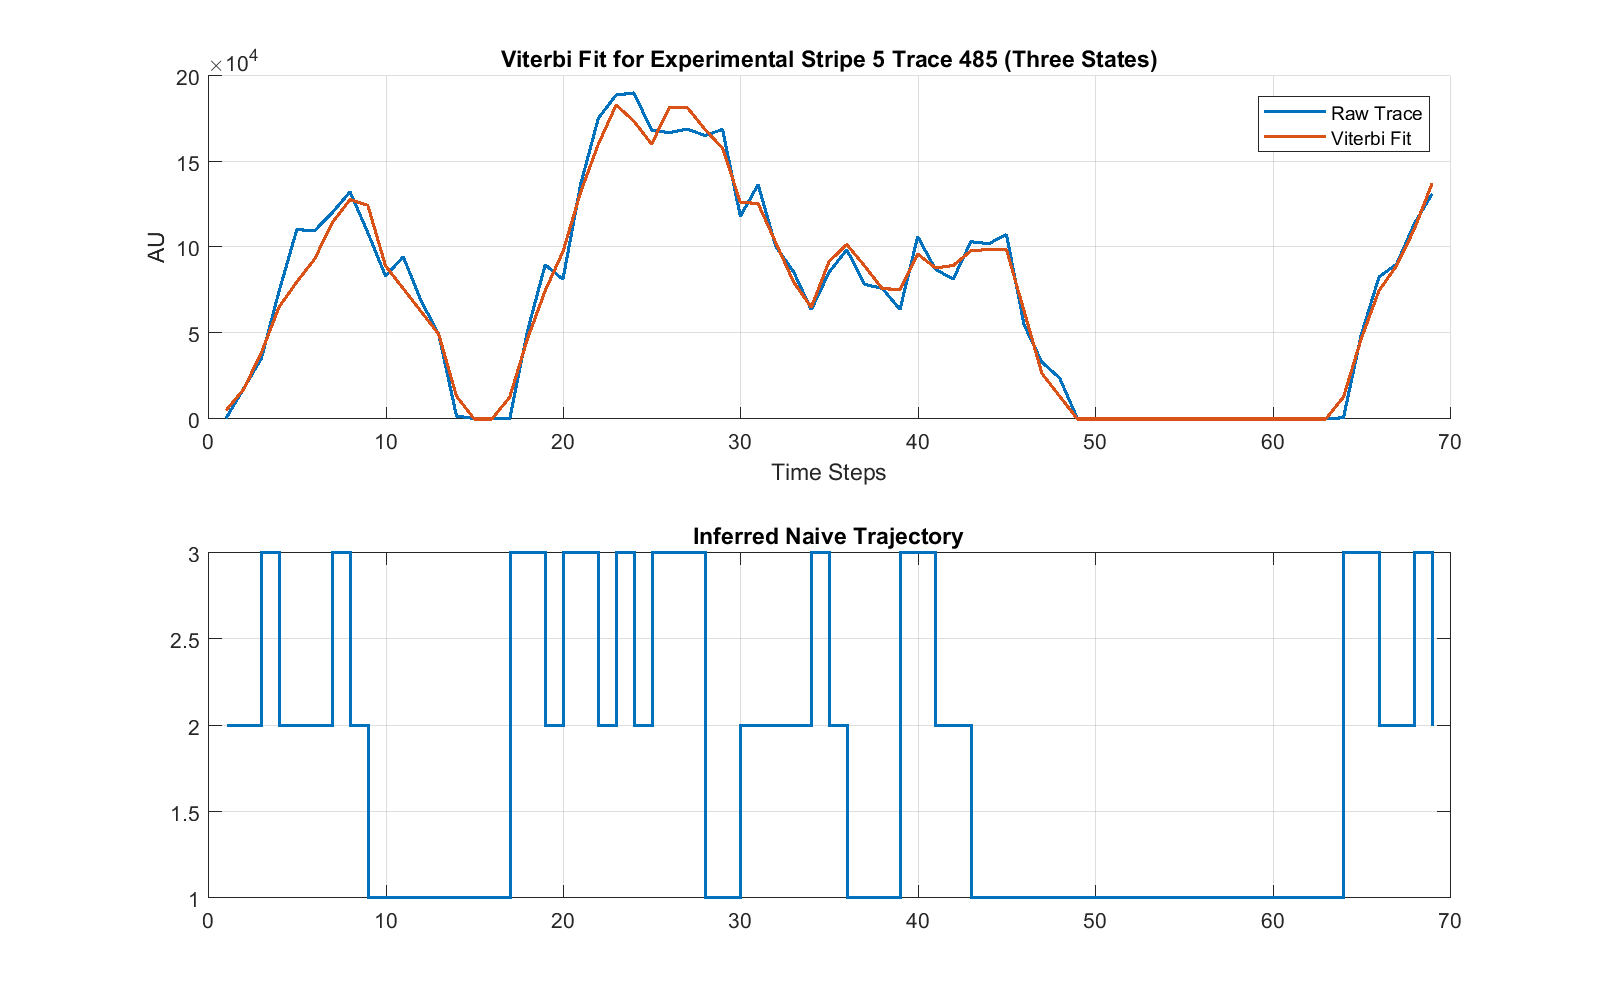 Viterbi Fit for Experimental Stripe 5 Trace 485 (Three States)
×10⁴
20
15
10
5
0
AU
Raw Trace
Viterbi Fit
0 10 20 30 40 50 60 70
Time Steps
Inferred Naive Trajectory
3
2.5
2
1.5
1
0 10 20 30 40 50 60 70